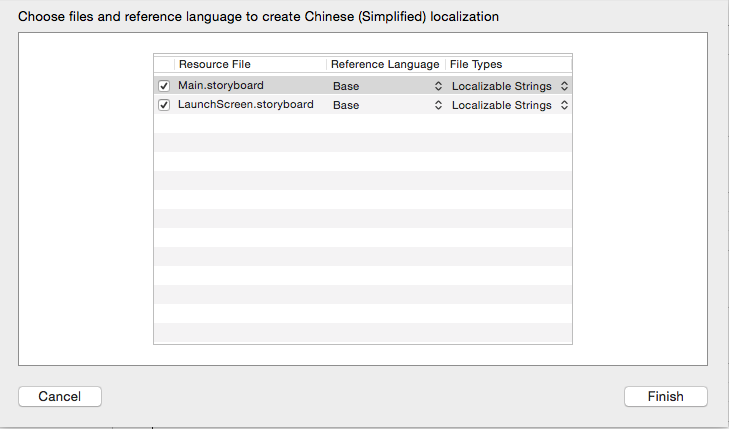 Choose files and reference language to create Chinese (Simplified) localization
Resource File Reference Language File Types
Main.storyboard Base Localizable Strings
LaunchScreen.storyboard Base Localizable Strings
Cancel Finish